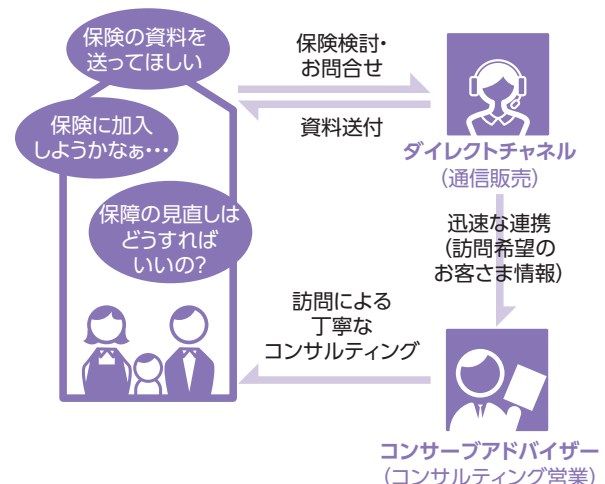 保険の資料を
送ってほしい
保険に加入
しようかなぁ・・・
保障の見直しは
どうすれば
いいの?
保険検討・
お問合せ
資料送付
ダイレクトチャネル
（通信販売）
迅速な連携
（訪問希望の
お客さま情報）
訪問による
丁寧な
コンサルティング
コンサーブアドバイザー
（コンサルティング営業）